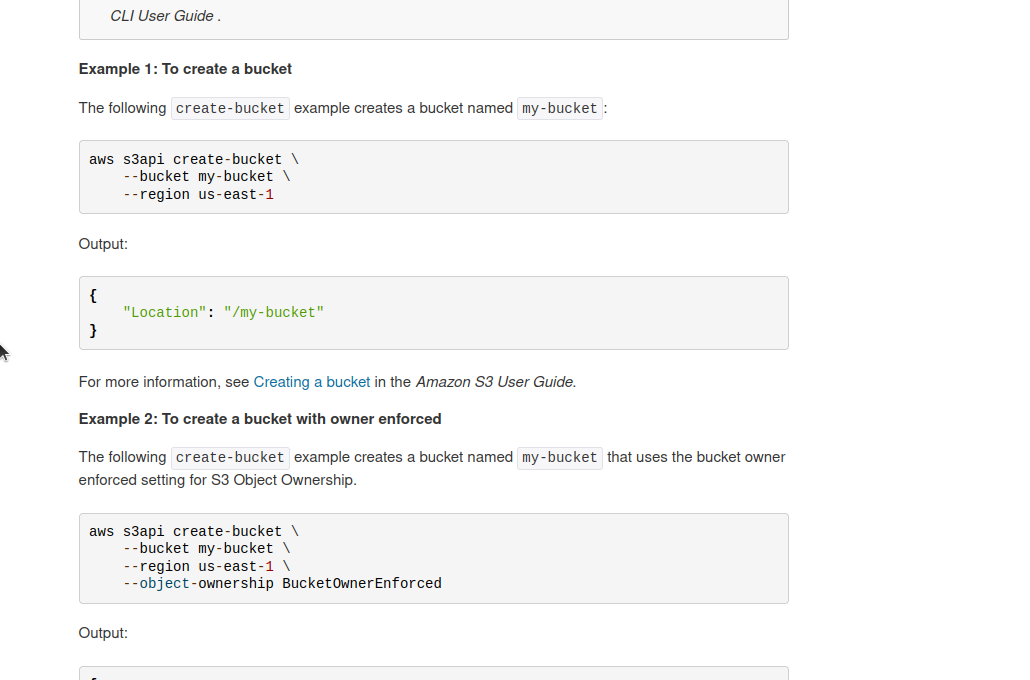 CLI User Guide .
Example 1: To create a bucket
The following create-bucket example creates a bucket named my-bucket:
aws s3api create-bucket \
    --bucket my-bucket \
    --region us-east-1
Output:
{
    "Location": "/my-bucket"
}
For more information, see Creating a bucket in the Amazon S3 User Guide.
Example 2: To create a bucket with owner enforced
The following create-bucket example creates a bucket named my-bucket that uses the bucket owner
enforced setting for S3 Object Ownership.
aws s3api create-bucket \
    --bucket my-bucket \
    --region us-east-1 \
    --object-ownership BucketOwnerEnforced
Output: